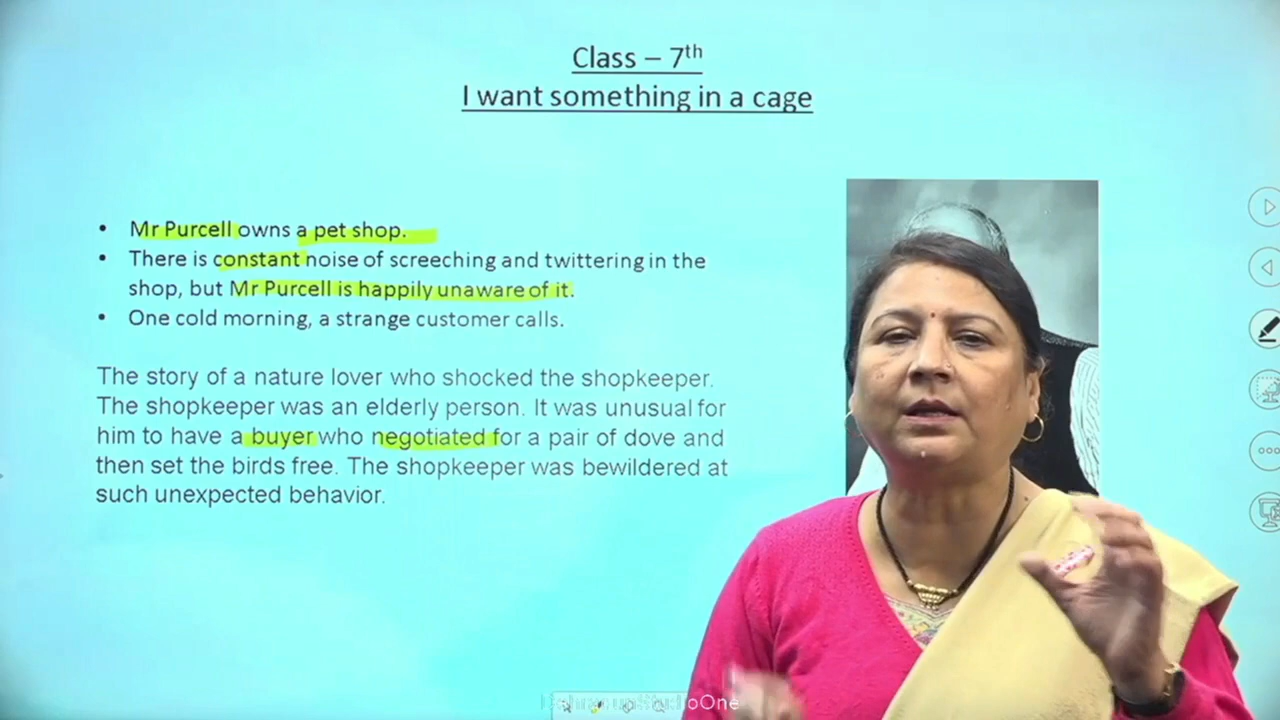 Class – 7th
I want something in a cage
• Mr Purcell owns a pet shop.
• There is constant noise of screeching and twittering in the
shop, but Mr Purcell is happily unaware of it.
• One cold morning, a strange customer calls.
The story of a nature lover who shocked the shopkeeper.
The shopkeeper was an elderly person. It was unusual for
him to have a buyer who negotiated for a pair of dove and
then set the birds free. The shopkeeper was bewildered at
such unexpected behavior.